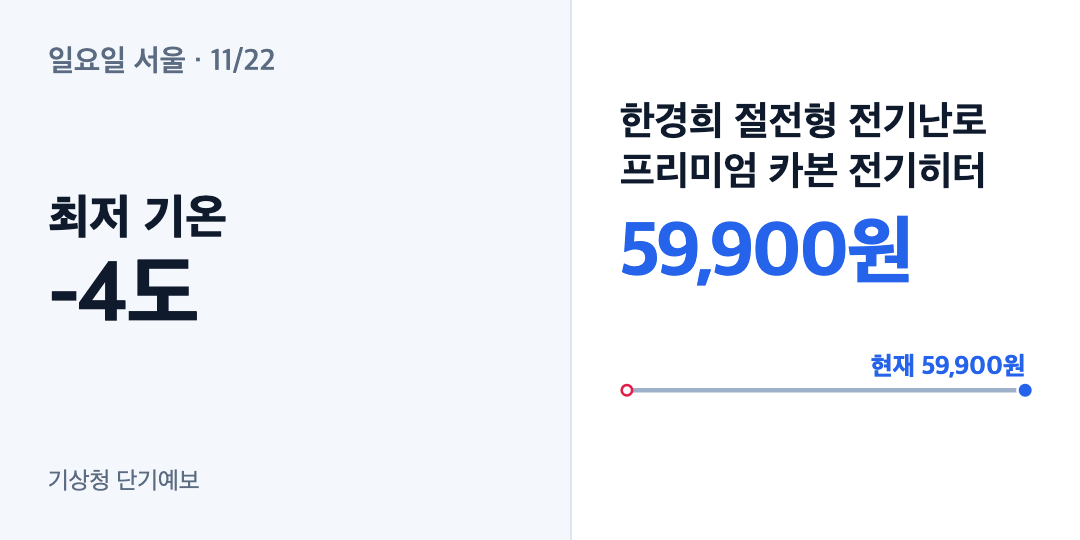 일요일 서울 · 11/22
최저 기온
-4도
기상청 단기예보
한경희 절전형 전기난로
프리미엄 카본 전기히터
59,900원
현재 59,900원